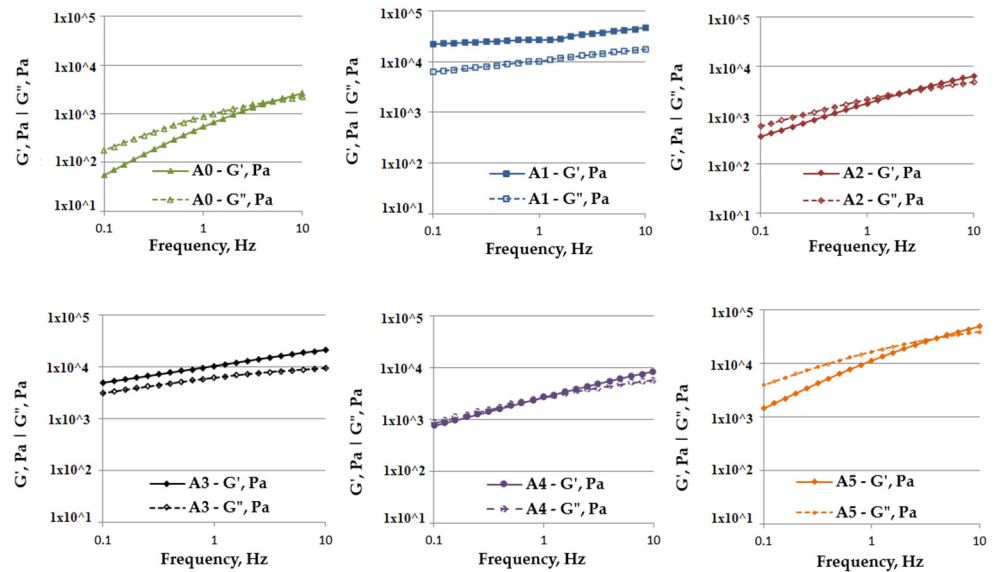 1x10^5
1x10^4
1x10^3
1x10^2
1x10^1
G', Pa | G", Pa
A0 - G', Pa
A0 - G", Pa
0.1 1 10
Frequency, Hz
1x10^5
1x10^4
1x10^3
1x10^2
1x10^1
G', Pa | G", Pa
A1 - G', Pa
A1 - G", Pa
0.1 1 10
Frequency, Hz
1x10^5
1x10^4
1x10^3
1x10^2
1x10^1
G', Pa | G", Pa
A2 - G', Pa
A2 - G", Pa
0.1 1 10
Frequency, Hz
1x10^5
1x10^4
1x10^3
1x10^2
1x10^1
G', Pa | G", Pa
A3 - G', Pa
A3 - G", Pa
0.1 1 10
Frequency, Hz
1x10^5
1x10^4
1x10^3
1x10^2
1x10^1
G', Pa | G", Pa
A4 - G', Pa
A4 - G", Pa
0.1 1 10
Frequency, Hz
1x10^5
1x10^4
1x10^3
1x10^2
1x10^1
G', Pa | G", Pa
A5 - G', Pa
A5 - G", Pa
0.1 1 10
Frequency, Hz